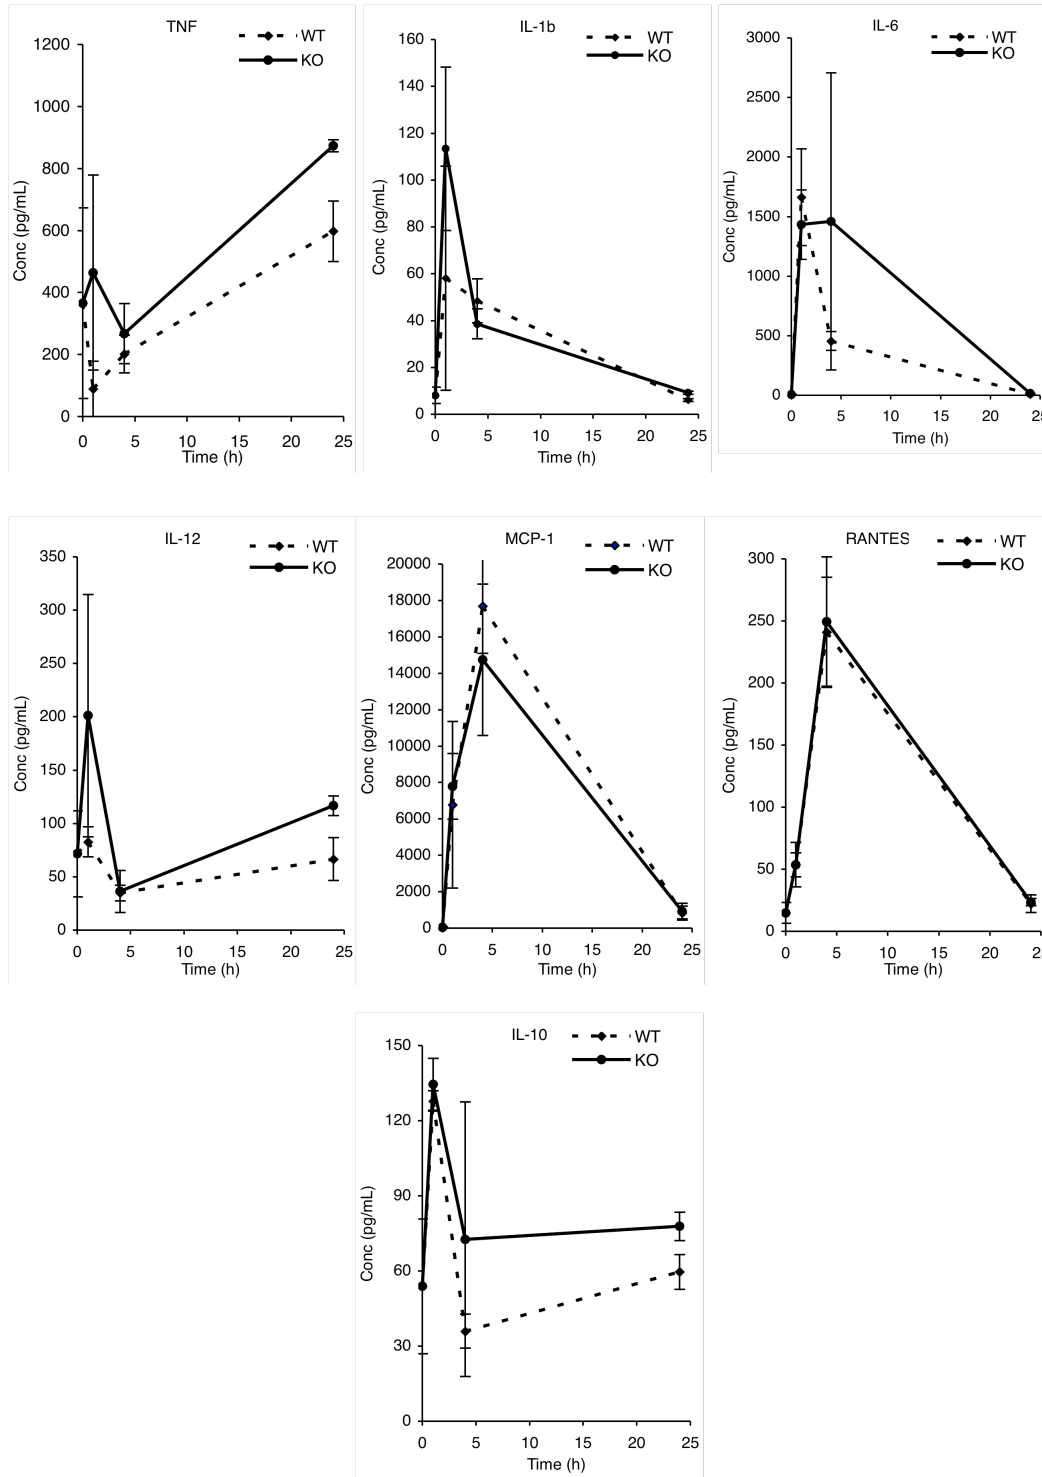 TNF
WT
KO
1200
1000
800
600
400
200
0
Conc (pg/mL)
0 5 10 15 20 25
Time (h)
IL-1b
WT
KO
160
140
120
100
80
60
40
20
0
Conc (pg/mL)
0 5 10 15 20 25
Time (h)
IL-6
WT
KO
3000
2500
2000
1500
1000
500
0
Conc (pg/mL)
0 5 10 15 20 25
Time (h)
IL-12
WT
KO
350
300
250
200
150
100
50
0
Conc (pg/mL)
0 5 10 15 20 25
Time (h)
MCP-1
WT
KO
20000
18000
16000
14000
12000
10000
8000
6000
4000
2000
0
Conc (pg/mL)
0 5 10 15 20 25
Time (h)
RANTES
WT
KO
300
250
200
150
100
50
0
Conc (pg/mL)
0 5 10 15 20 25
Time (h)
IL-10
WT
KO
150
120
90
60
30
0
Conc (pg/mL)
0 5 10 15 20 25
Time (h)